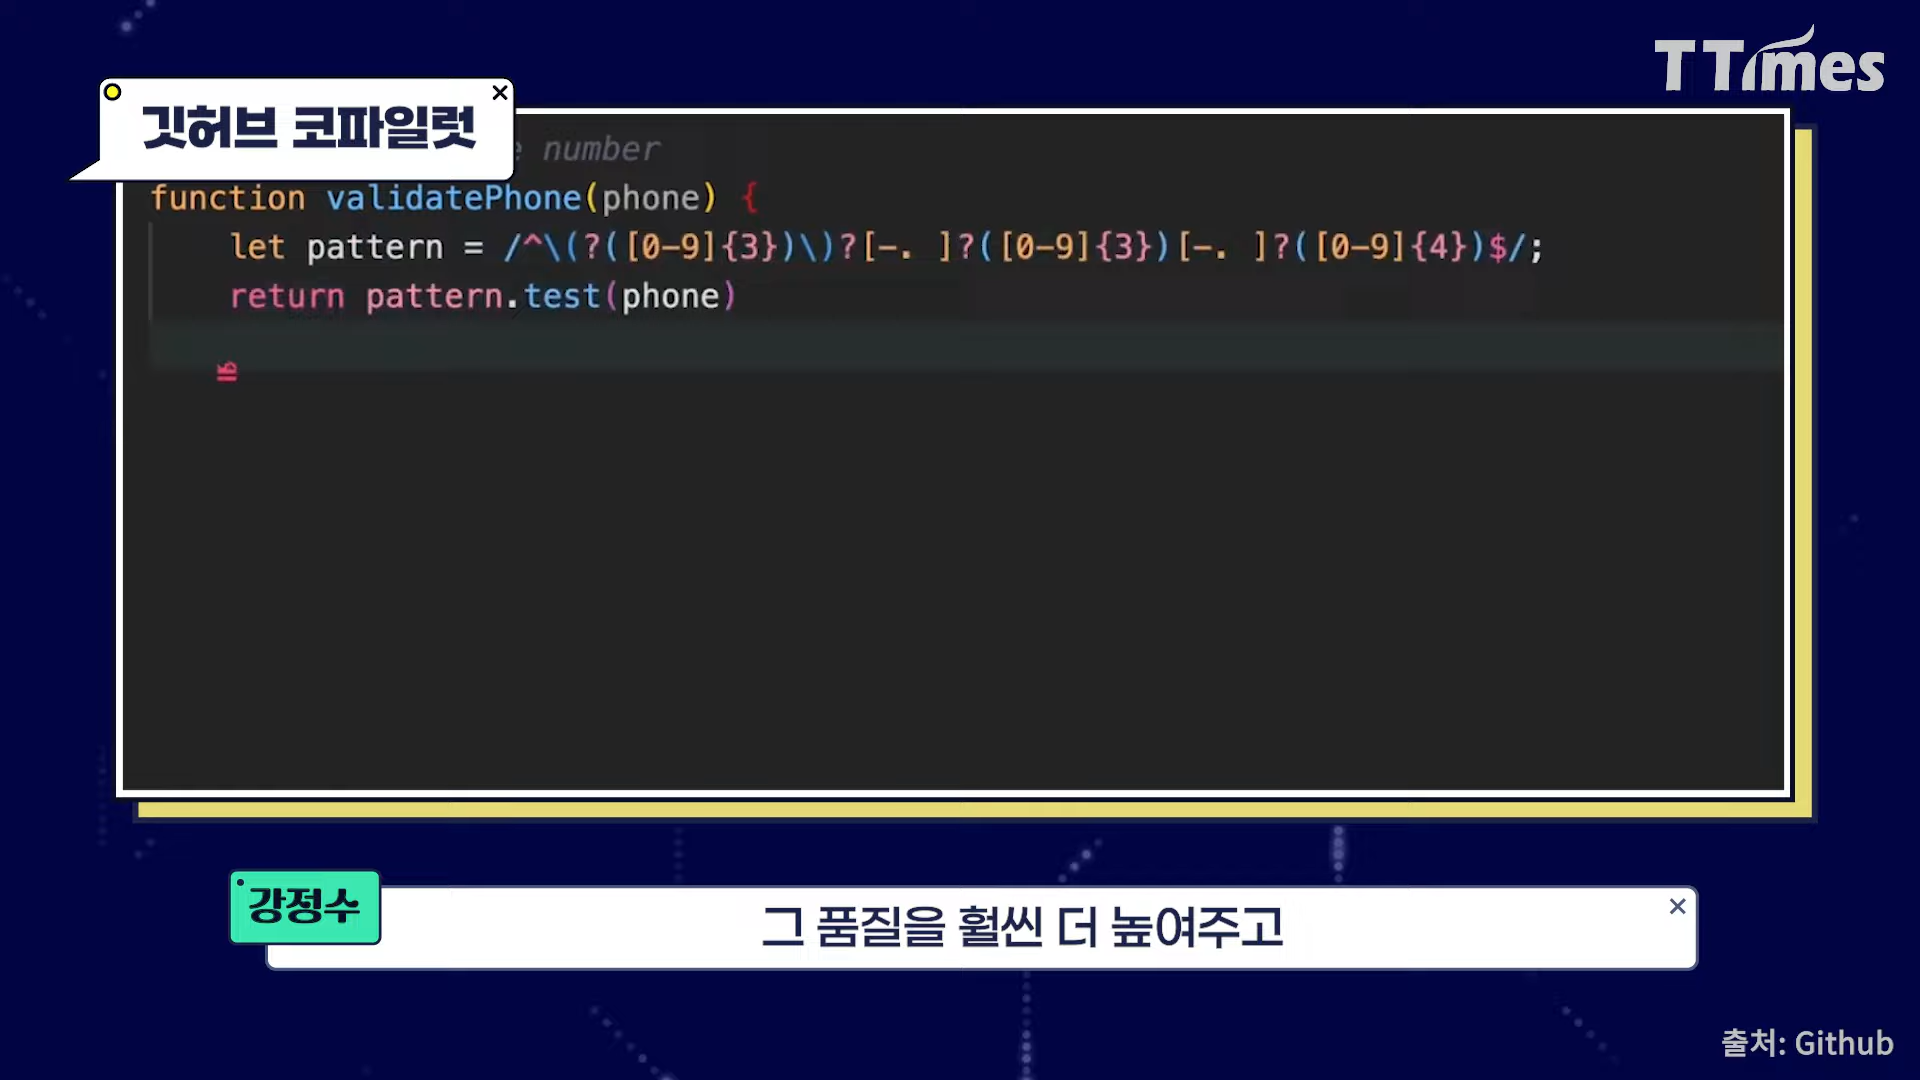 TTimes
깃허브 코파일럿
number
function validatePhone(phone) {
let pattern = /^\(?([0-9]{3})\)?[-. ]?([0-9]{3})[-. ]?([0-9]{4})$/;
return pattern.test(phone)
강정수
그 품질을 훨씬 더 높여주고
출처: Github